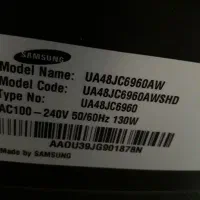 SAMSUNG
Model Name: UA48JC6960AW
Model Code: UA48JC6960AWSHD
Type No: UA48JC6960
AC100-240V 50/60Hz 130W
AAOU39JG901878N
Made by SAMSUNG